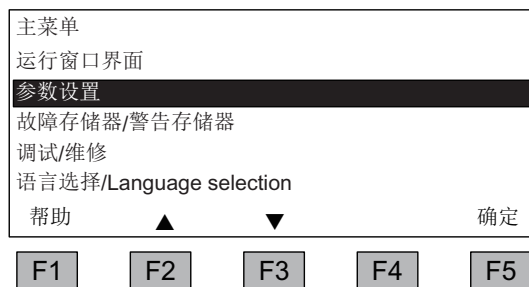 主菜单
运行窗口界面
参数设置
故障存储器/警告存储器
调试/维修
语言选择/Language selection
帮助 ▲ ▼ 确定
F1 F2 F3 F4 F5